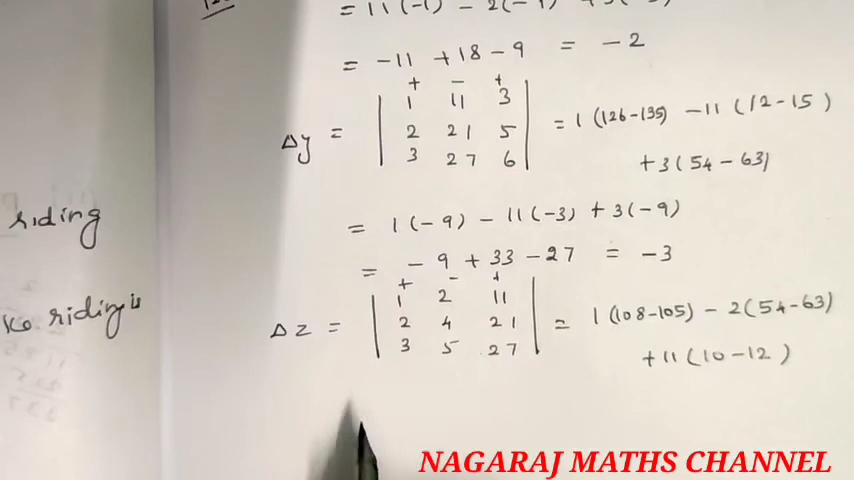 = -11 + 18 - 9 = -2
+ - +
Δy = | 1 11 3 | = 1 (126-135) - 11 (12-15)
| 2 21 5 |
| 3 27 6 | + 3 (54 - 63)
riding
= 1 (-9) - 11 (-3) + 3 (-9)
= -9 + 33 - 27 = -3
+ - +
riding is
Δz = | 1 2 11 | = 1 (108-105) - 2 (54-63)
| 2 4 21 |
| 3 5 27 | + 11 (10-12)
NAGARAJ MATHS CHANNEL